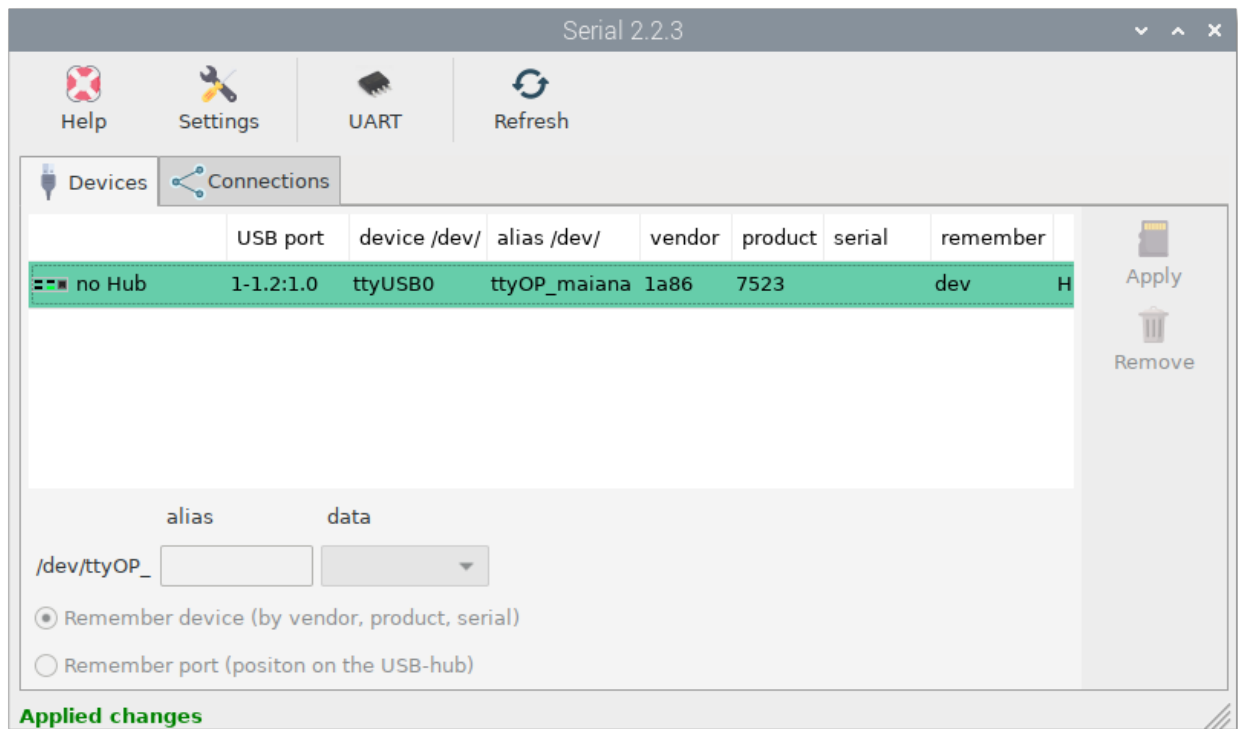 Serial 2.2.3
Help Settings UART Refresh
Devices Connections
USB port device /dev/ alias /dev/ vendor product serial remember
no Hub 1-1.2:1.0 ttyUSB0 ttyOP_maiana 1a86 7523 dev H
Apply
Remove
alias data
/dev/ttyOP_
Remember device (by vendor, product, serial)
Remember port (positon on the USB-hub)
Applied changes